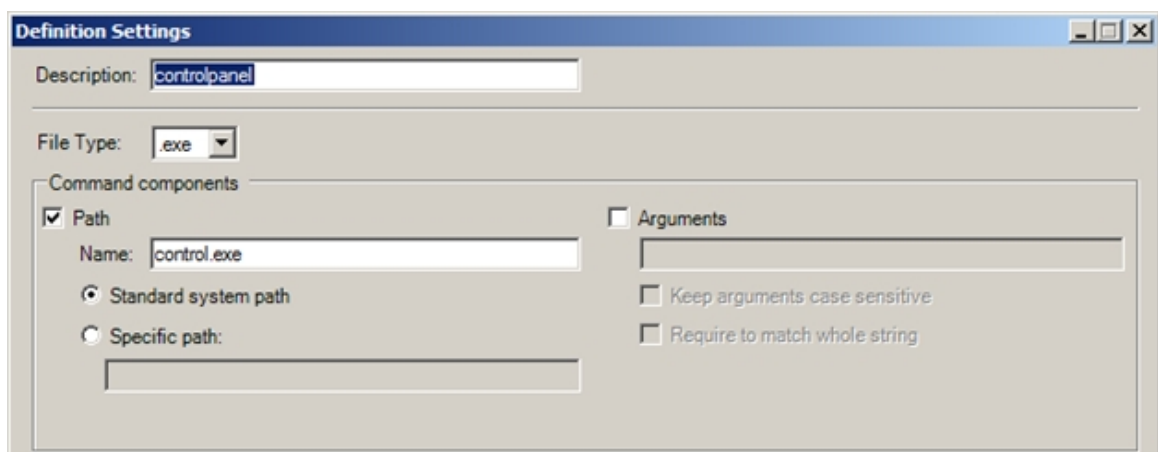 Definition Settings
Description: controlpanel
File Type: .exe
Command components
Path
Arguments
Name: control.exe
Standard system path
Keep arguments case sensitive
Specific path:
Require to match whole string